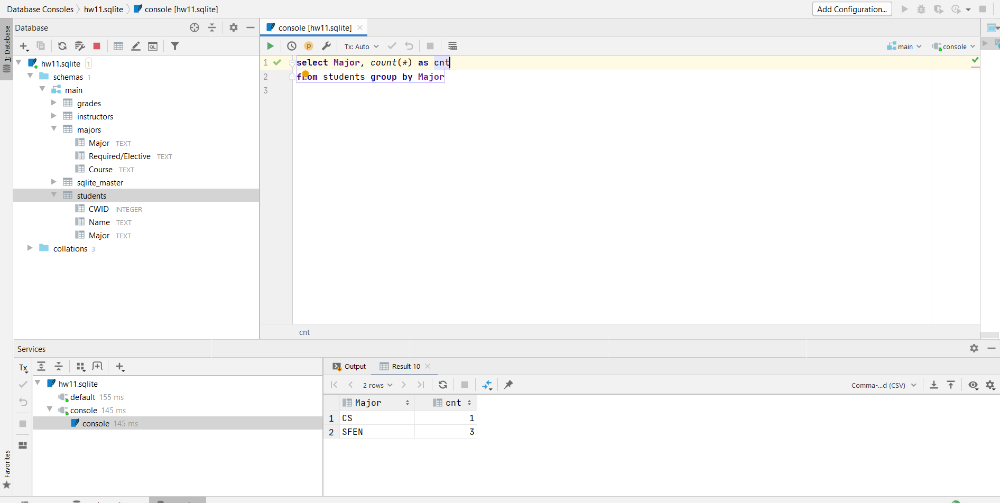 Database Consoles hw11.sqlite console [hw11.sqlite] Add Configuration...
1: Database
Database
hw11.sqlite 1
schemas 1
main
grades
instructors
majors
Major TEXT
Required/Elective TEXT
Course TEXT
sqlite_master
students
CWID INTEGER
Name TEXT
Major TEXT
collations 3
console [hw11.sqlite]
Tx: Auto main console
1 select Major, count(*) as cnt
2 from students group by Major
3
cnt
Services
Tx
hw11.sqlite
default 155 ms
console 145 ms
console 145 ms
Output Result 10
2 rows Comma-...d (CSV)
Major cnt
1 CS 1
2 SFEN 3
Favorites